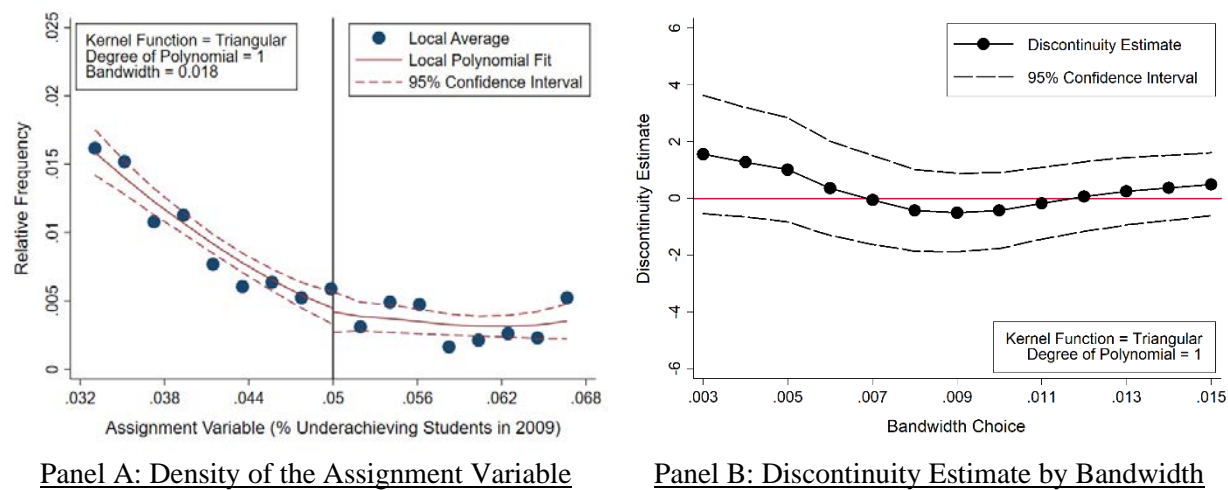 .025
.02
.015
.01
.005
0
Relative Frequency
Kernel Function = Triangular
Degree of Polynomial = 1
Bandwidth = 0.018
Local Average
Local Polynomial Fit
95% Confidence Interval
.032
.038
.044
.05
.056
.062
.068
Assignment Variable (% Underachieving Students in 2009)
Panel A: Density of the Assignment Variable
6
4
2
0
-2
-4
-6
Discontinuity Estimate
Discontinuity Estimate
95% Confidence Interval
Kernel Function = Triangular
Degree of Polynomial = 1
.003
.005
.007
.009
.011
.013
.015
Bandwidth Choice
Panel B: Discontinuity Estimate by Bandwidth